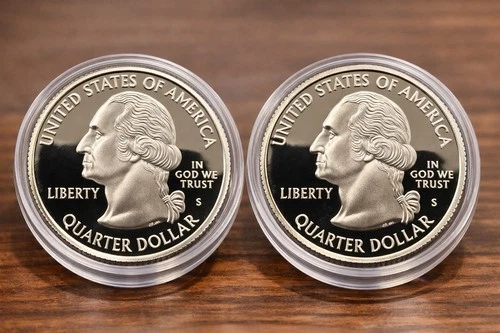 UNITED STATES OF AMERICA
LIBERTY
IN
GOD WE
TRUST
S
QUARTER DOLLAR
UNITED STATES OF AMERICA
LIBERTY
IN
GOD WE
TRUST
S
QUARTER DOLLAR